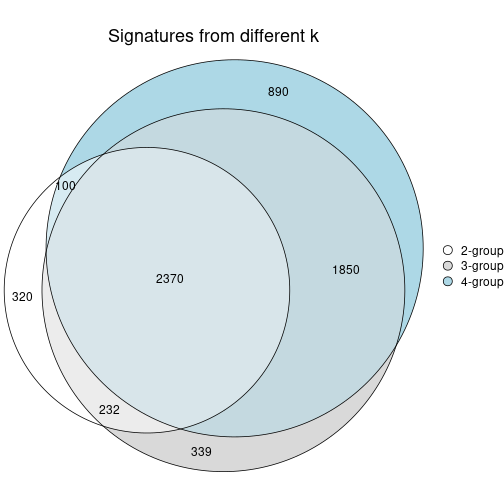 Signatures from different k
890
100
2370
1850
320
232
339
2-group
3-group
4-group